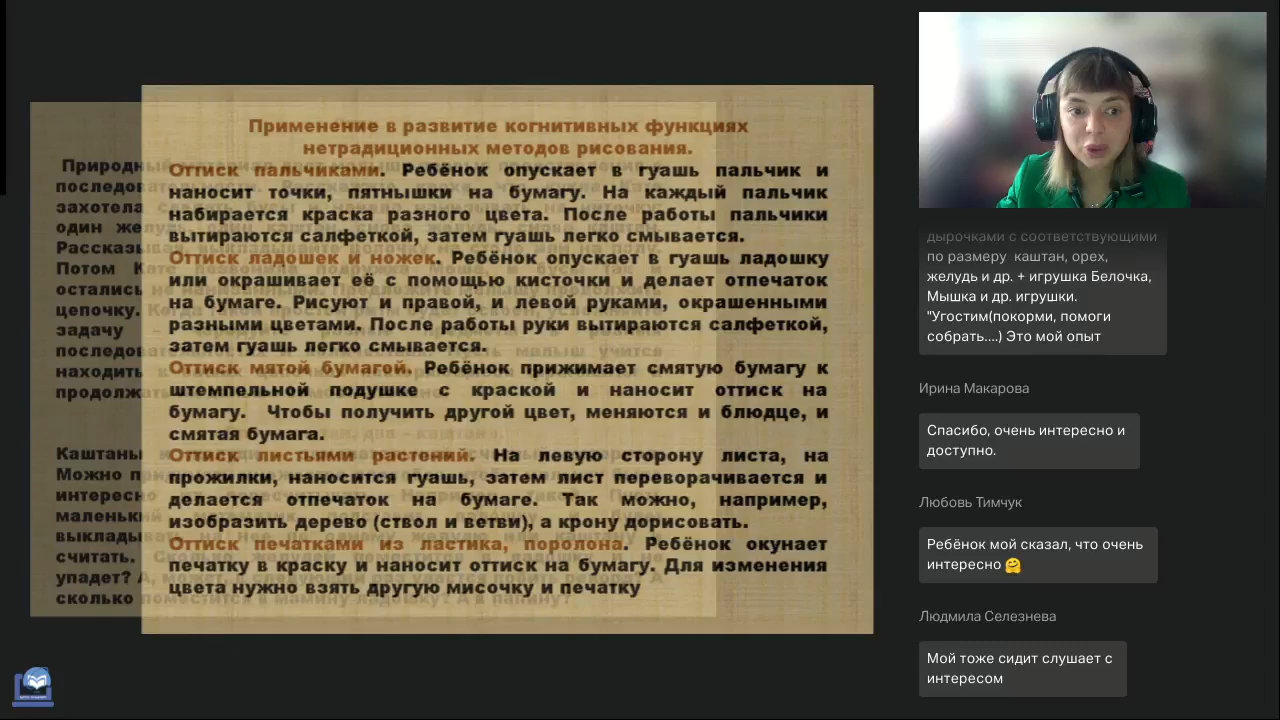 Применение в развитие когнитивных функциях
нетрадиционных методов рисования.
Оттиск пальчиками. Ребёнок опускает в гуашь пальчик и
наносит точки, пятнышки на бумагу. На каждый пальчик
набирается краска разного цвета. После работы пальчики
вытираются салфеткой, затем гуашь легко смывается.
Оттиск ладошек и ножек. Ребёнок опускает в гуашь ладошку
или окрашивает её с помощью кисточки и делает отпечаток
на бумаге. Рисуют и правой, и левой руками, окрашенными
разными цветами. После работы руки вытираются салфеткой,
затем гуашь легко смывается.
Оттиск мятой бумагой. Ребёнок прижимает смятую бумагу к
штемпельной подушке с краской и наносит оттиск на
бумагу. Чтобы получить другой цвет, меняются и блюдце, и
смятая бумага.
Оттиск листьями растений. На левую сторону листа, на
прожилки, наносится гуашь, затем лист переворачивается и
делается отпечаток на бумаге. Так можно, например,
изобразить дерево (ствол и ветви), а крону дорисовать.
Оттиск печатками из ластика, поролона. Ребёнок окунает
печатку в краску и наносит оттиск на бумагу. Для изменения
цвета нужно взять другую мисочку и печатку
захотела
один
Потом
остались
цепочку.
задачу
находить
Каштаны
Можно
интересно
считать.
упадет? А
сколько поместится в мамину ладошку? А в папину?
дырочками с соответствующими
по размеру каштан, орех,
желудь и др. + игрушка Белочка,
Мышка и др. игрушки.
"Угостим(покорми, помоги
собрать....) Это мой опыт
Ирина Макарова
Спасибо, очень интересно и
доступно.
Любовь Тимчук
Ребёнок мой сказал, что очень
интересно 🤗
Людмила Селезнева
Мой тоже сидит слушает с
интересом